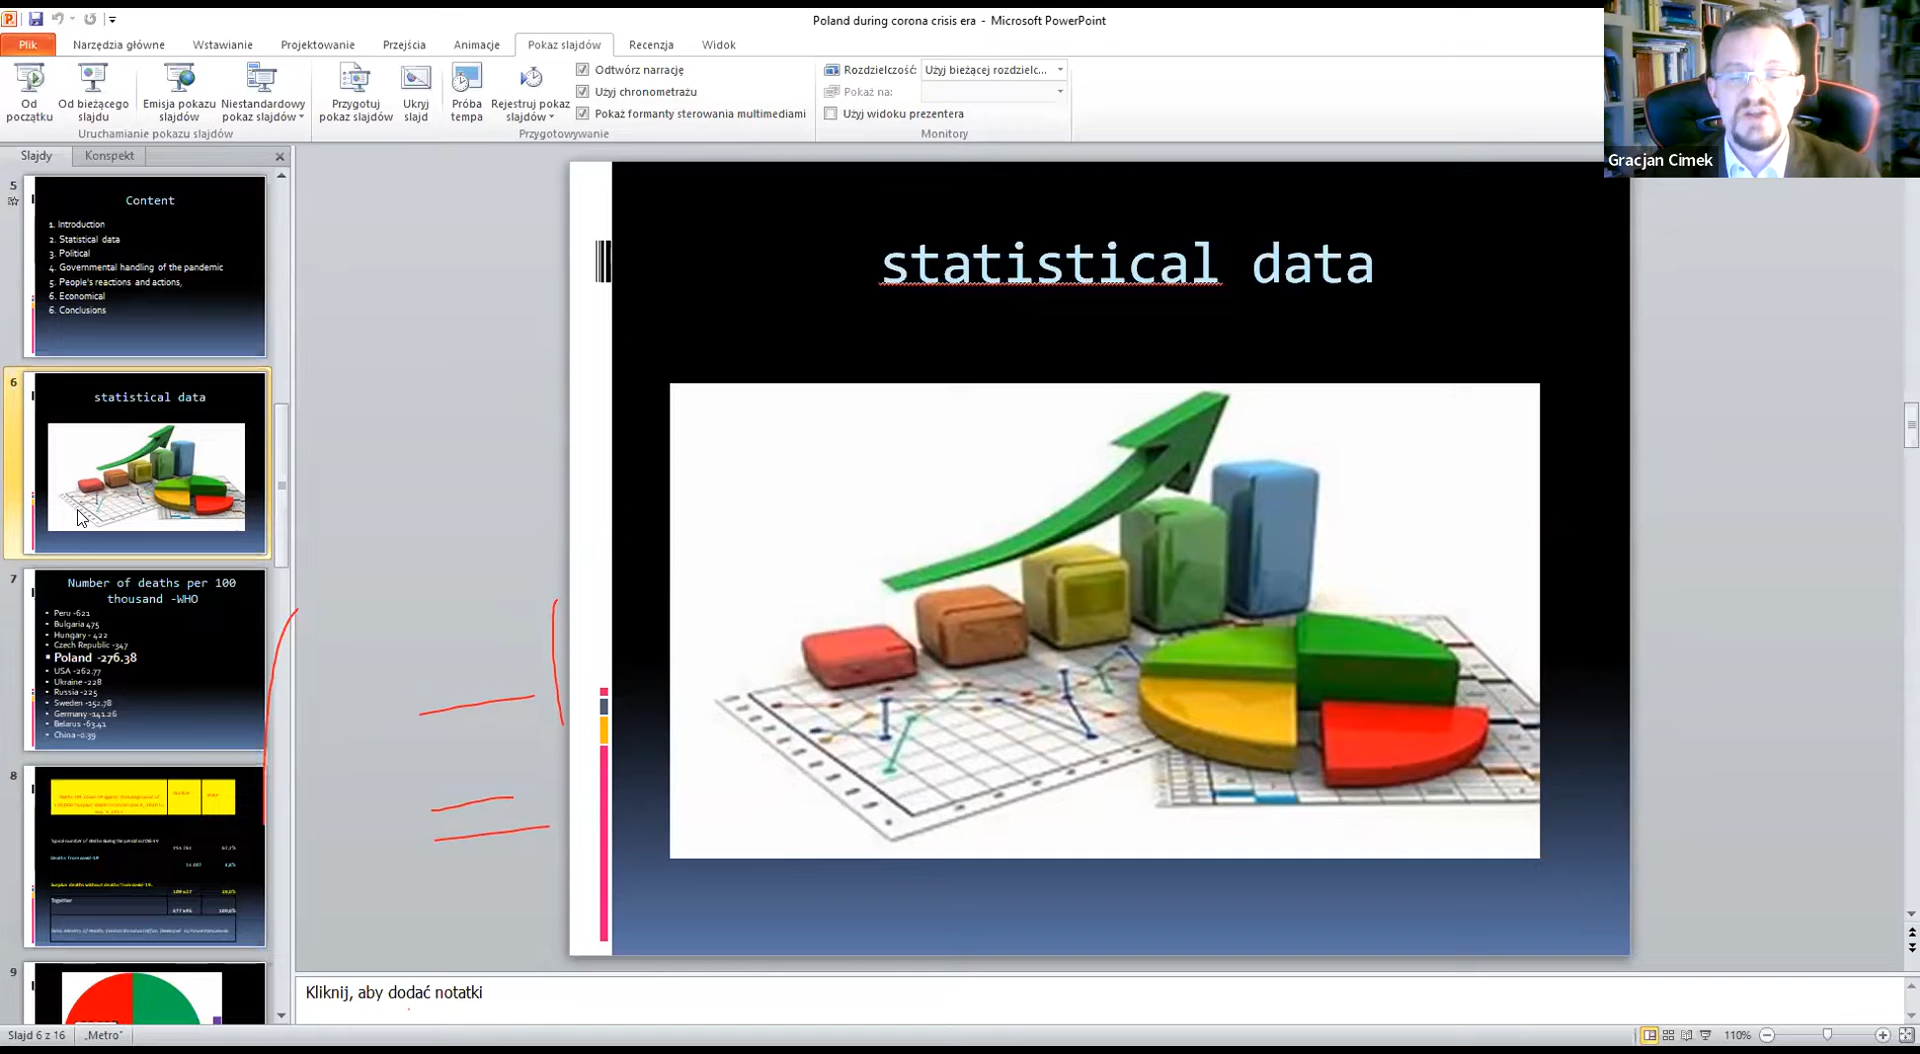 Poland during corona crisis era - Microsoft PowerPoint
Plik Narzędzia główne Wstawianie Projektowanie Przejścia Animacje Pokaz slajdów Recenzja Widok
Od początku
Od bieżącego slajdu
Emisja pokazu slajdów
Niestandardowy pokaz slajdów
Uruchamianie pokazu slajdów
Przygotuj pokaz slajdów
Ukryj slajd
Próba tempa
Rejestruj pokaz slajdów
Odtwórz narrację
Użyj chronometrażu
Pokaż formanty sterowania multimediami
Przygotowywanie
Rozdzielczość: Użyj bieżącej rozdzielc...
Pokaż na:
Użyj widoku prezentera
Monitory
Gracjan Cimek
Slajdy Konspekt
5
Content
1. Introduction
2. Statistical data
3. Political
4. Governmental handling of the pandemic
5. People's reactions and actions,
6. Economical
6. Conclusions
6
statistical data
7
Number of deaths per 100
thousand -WHO
• Peru -621
• Bulgaria 475
• Hungary - 422
• Czech Republic -347
▪ Poland -276.38
• USA -262.77
• Ukraine -228
• Russia -225
• Sweden -152.78
• Germany -141.26
• Belarus -63.41
• China -0.39
8
Together
9
statistical data
Kliknij, aby dodać notatki
Slajd 6 z 16 „Metro” 110%